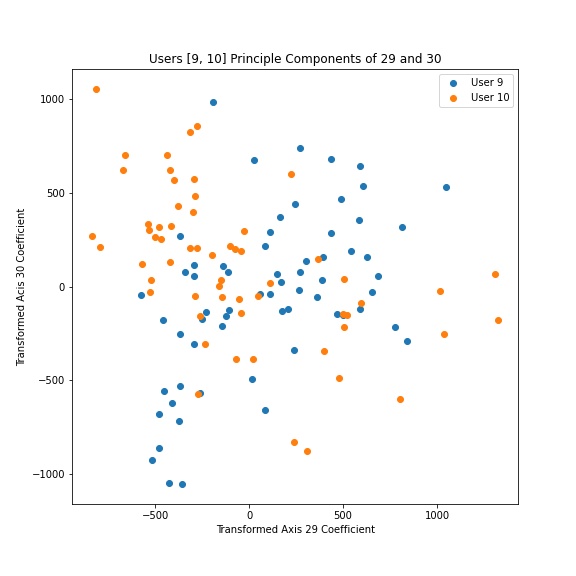 Users [9, 10] Principle Components of 29 and 30
User 9
User 10
Transformed Acis 30 Coefficient
1000
500
0
−500
−1000
−500
0
500
1000
Transformed Axis 29 Coefficient